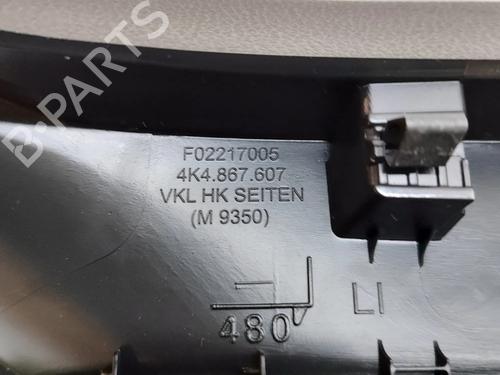 B-PARTS
F02217005
4K4.867.607
VKL HK SEITEN
(M 9350)
480
LI